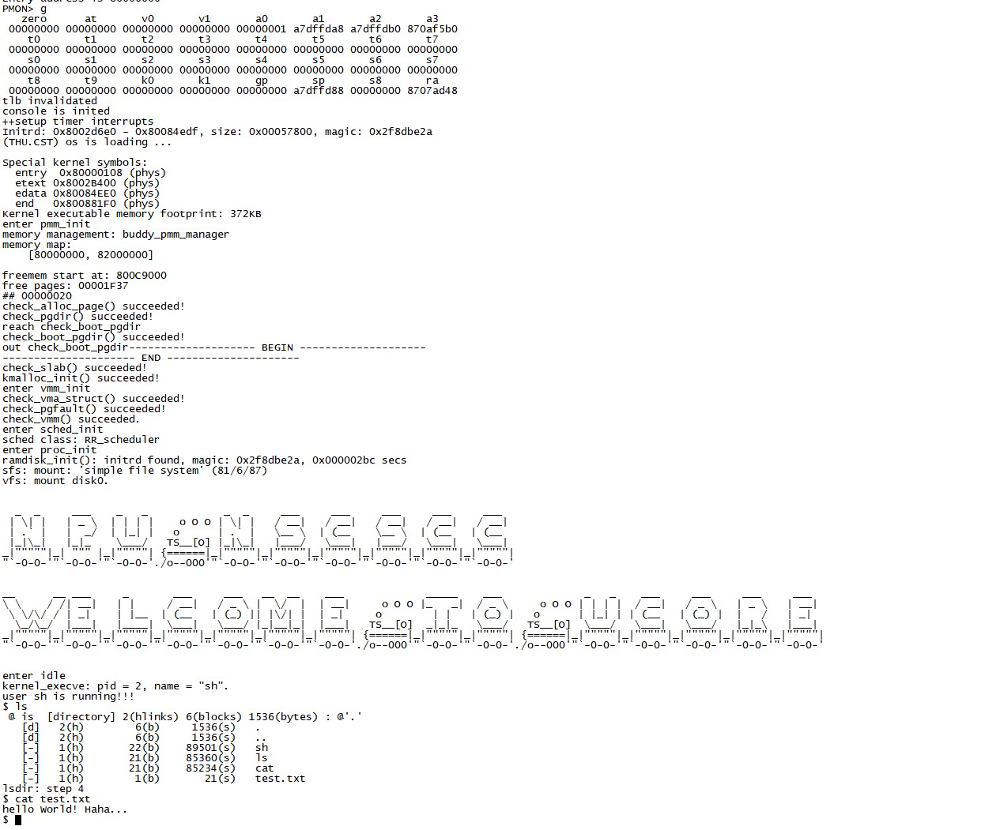 PMON> g
zero at v0 v1 a0 a1 a2 a3
00000000 00000000 00000000 00000000 00000001 a7dffda8 a7dffdb0 870af5b0
t0 t1 t2 t3 t4 t5 t6 t7
00000000 00000000 00000000 00000000 00000000 00000000 00000000 00000000
s0 s1 s2 s3 s4 s5 s6 s7
00000000 00000000 00000000 00000000 00000000 00000000 00000000 00000000
t8 t9 k0 k1 gp sp s8 ra
00000000 00000000 00000000 00000000 00000000 a7dffd88 00000000 8707ad48
tlb invalidated
console is inited
++setup timer interrupts
Initrd: 0x8002d6e0 - 0x80084edf, size: 0x00057800, magic: 0x2f8dbe2a
(THU.CST) os is loading ...
Special kernel symbols:
entry 0x80000108 (phys)
etext 0x8002B400 (phys)
edata 0x80084EE0 (phys)
end 0x800881F0 (phys)
Kernel executable memory footprint: 372KB
enter pmm_init
memory management: buddy_pmm_manager
memory map:
[80000000, 82000000]
freemem start at: 800C9000
free pages: 00001F37
## 00000020
check_alloc_page() succeeded!
check_pgdir() succeeded!
reach check_boot_pgdir
check_boot_pgdir() succeeded!
out check_boot_pgdir-------------------- BEGIN --------------------
--------------------- END ---------------------
check_slab() succeeded!
kmalloc_init() succeeded!
enter vmm_init
check_vma_struct() succeeded!
check_pgfault() succeeded!
check_vmm() succeeded.
enter sched_init
sched class: RR_scheduler
enter proc_init
ramdisk_init(): initrd found, magic: 0x2f8dbe2a, 0x000002bc secs
sfs: mount: 'simple file system' (81/6/87)
vfs: mount disk0.
NPU NSCSCC
WELCOME TO UCORE
enter idle
kernel_execve: pid = 2, name = "sh".
user sh is running!!!
$ ls
@ is [directory] 2(hlinks) 6(blocks) 1536(bytes) : @'.'
[d] 2(h) 6(b) 1536(s) .
[d] 2(h) 6(b) 1536(s) ..
[-] 1(h) 22(b) 89501(s) sh
[-] 1(h) 21(b) 85360(s) ls
[-] 1(h) 21(b) 85234(s) cat
[-] 1(h) 1(b) 21(s) test.txt
lsdir: step 4
$ cat test.txt
hello World! Haha...
$